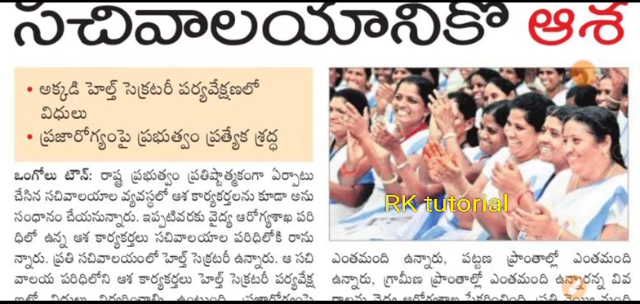 సచివాలయానికో ఆశ
• అక్కడి హెల్త్ సెక్రటరీ పర్యవేక్షణలో
విధులు
• ప్రజారోగ్యంపై ప్రభుత్వం ప్రత్యేక శ్రద్ధ
ఒంగోలు టౌన్: రాష్ట్ర ప్రభుత్వం ప్రతిష్టాత్మకంగా ఏర్పాటు
చేసిన సచివాలయాల వ్యవస్థలో ఆశ కార్యకర్తలను కూడా అను
సంధానం చేయనున్నారు. ఇప్పటివరకు వైద్య ఆరోగ్యశాఖ పరి
ధిలో ఉన్న ఆశ కార్యకర్తలు సచివాలయాల పరిధిలోకి రాను
న్నారు. ప్రతి సచివాలయంలో హెల్త్ సెక్రటరీ ఉన్నారు. ఆ సచి
వాలయ పరిధిలోని ఆశ కార్యకర్తలు హెల్త్ సెక్రటరీ పర్యవేక్ష
RK tutorial
ఎంతమంది ఉన్నారు, పట్టణ ప్రాంతాల్లో ఎంతమంది
ఉన్నారు, గ్రామీణ ప్రాంతాల్లో ఎంతమంది ఉన్నారన్న వివ